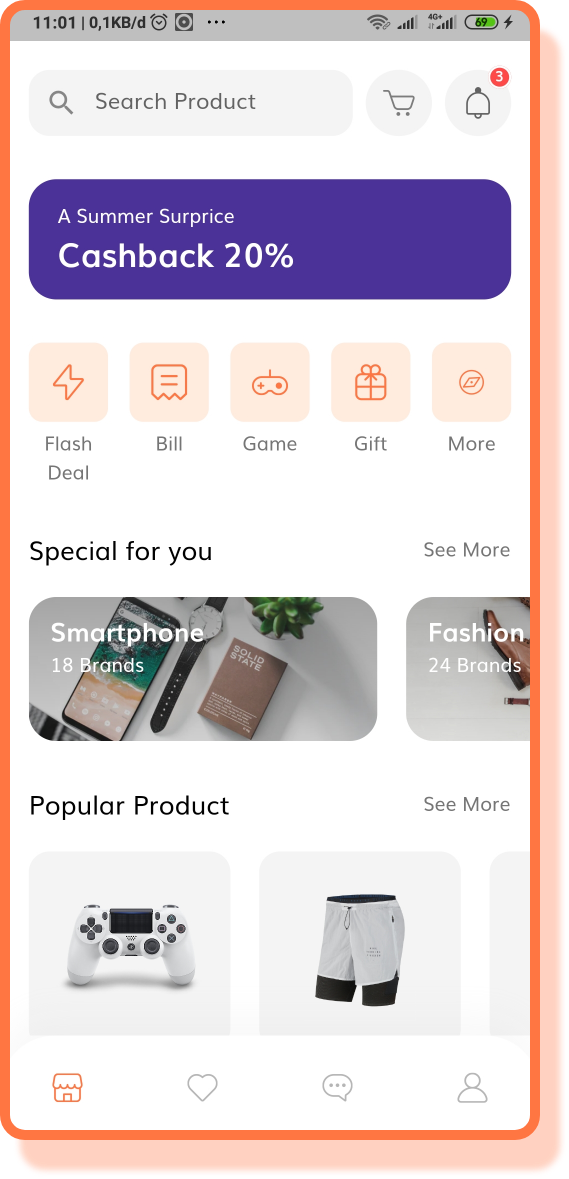 11:01 | 0,1KB/d ...
4G+
69
Search Product
3
A Summer Surprice
Cashback 20%
Flash
Deal
Bill
Game
Gift
More
Special for you
See More
Smartphone
18 Brands
SOLID
STATE
Fashion
24 Brands
Popular Product
See More